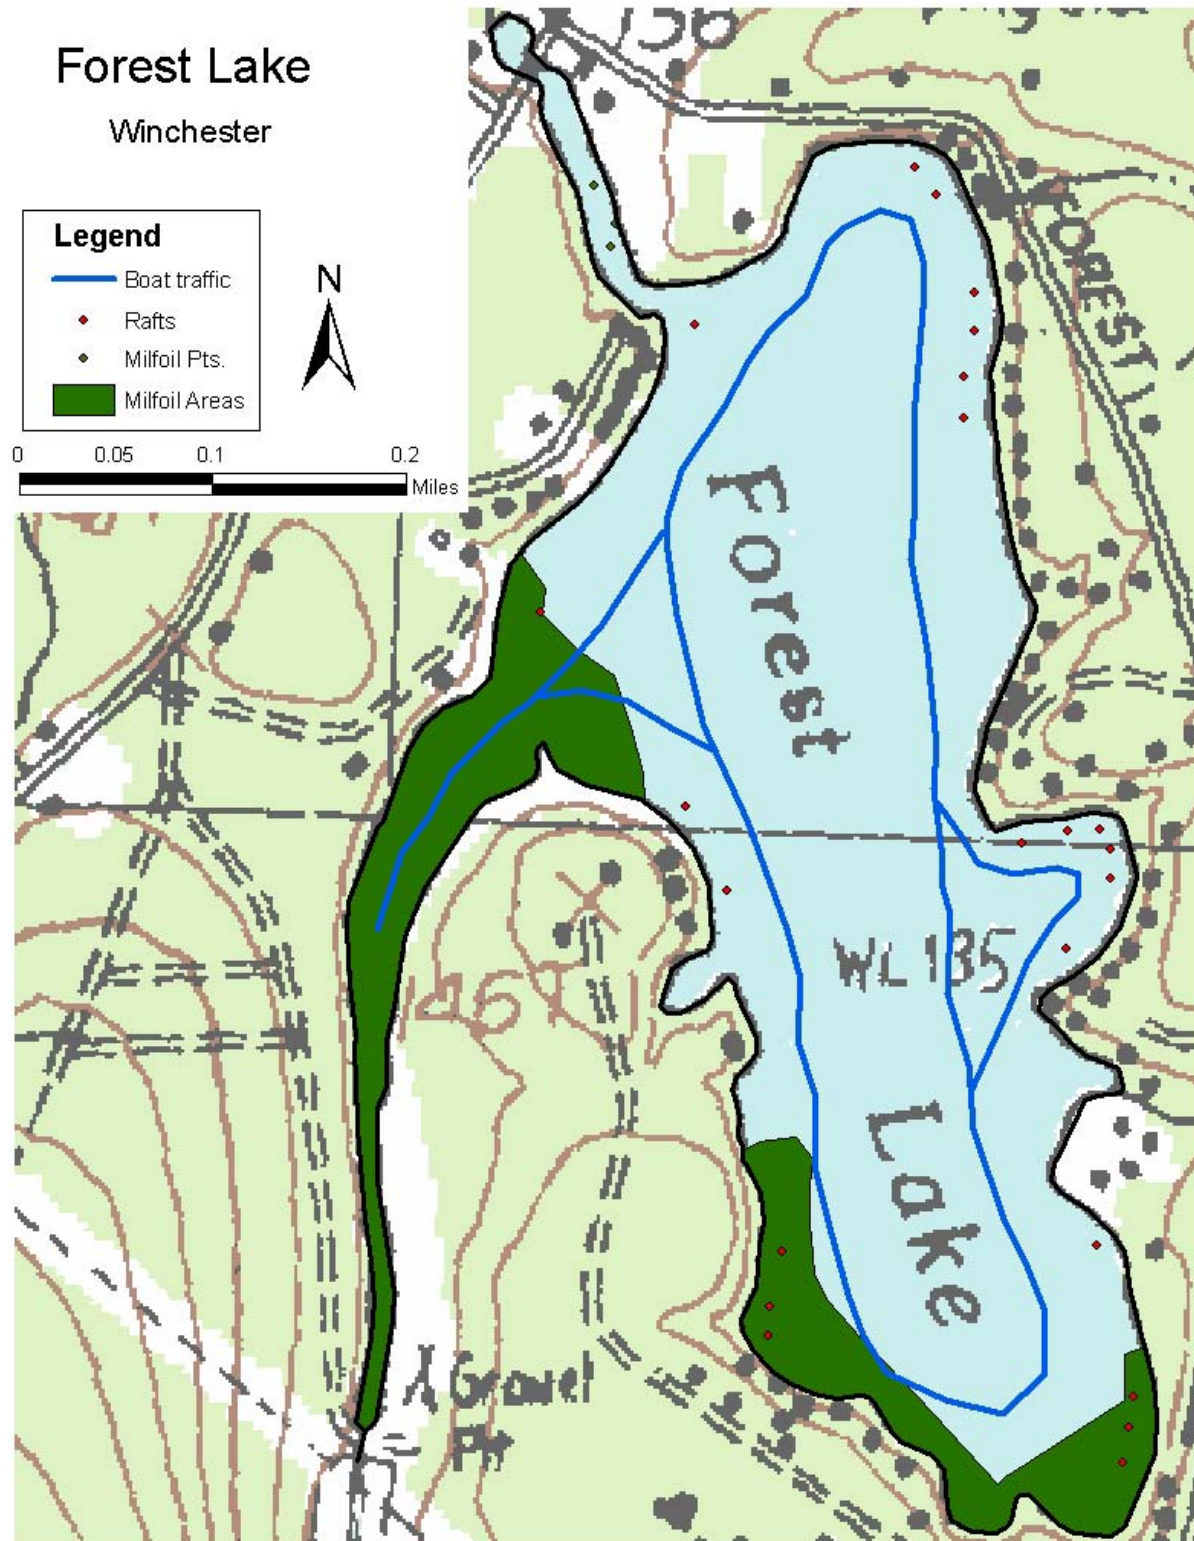 Forest Lake
Winchester
Legend
Boat traffic
Rafts
Milfoil Pts.
Milfoil Areas
N
0 0.05 0.1 0.2
Miles
FOREST
Forest
WL 135
Lake
Gravel
Pit